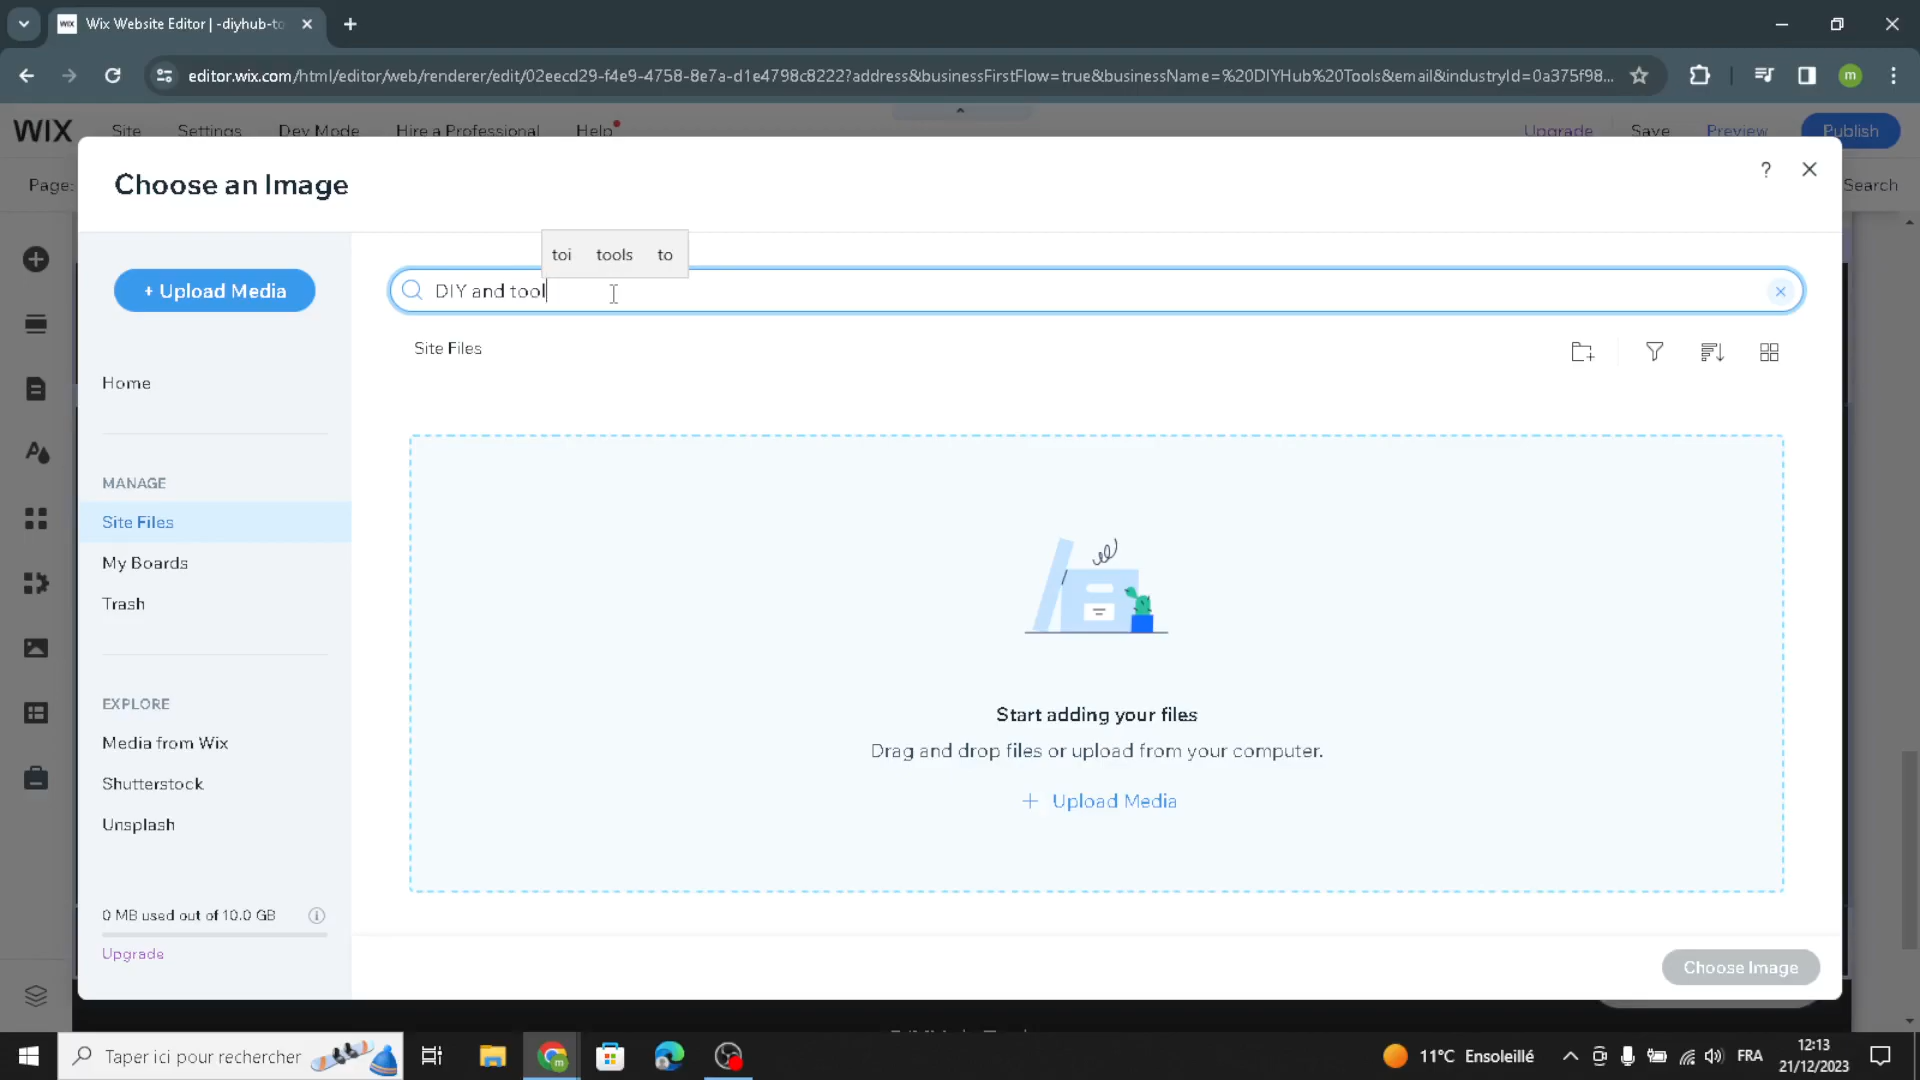 Wix Website Editor | -diyhub-to
editor.wix.com/html/editor/web/renderer/edit/02eecd29-f4e9-4758-8e7a-d1e4798c8222?address&businessFirstFlow=true&businessName=%20DIYHub%20Tools&email&industryId=0a375f98...
m
WIX Site Settings Dev Mode Hire a Professional Help Upgrade Save Preview Publish
Page: Search
Choose an Image
?
toi tools to
+ Upload Media
DIY and tool
Site Files
Home
MANAGE
Site Files
My Boards
Trash
EXPLORE
Media from Wix
Shutterstock
Unsplash
Start adding your files
Drag and drop files or upload from your computer.
+ Upload Media
0 MB used out of 10.0 GB
Upgrade
Choose Image
Taper ici pour rechercher
11°C Ensoleillé
FRA
12:13
21/12/2023